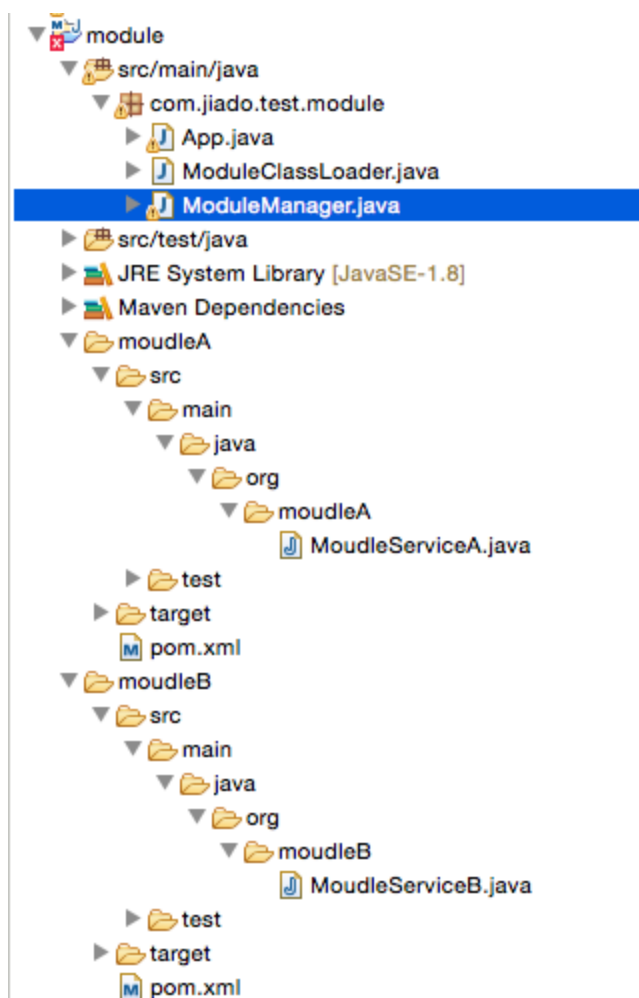 module
src/main/java
com.jiado.test.module
App.java
ModuleClassLoader.java
ModuleManager.java
src/test/java
JRE System Library [JavaSE-1.8]
Maven Dependencies
moudleA
src
main
java
org
moudleA
MoudleServiceA.java
test
target
pom.xml
moudleB
src
main
java
org
moudleB
MoudleServiceB.java
test
target
pom.xml